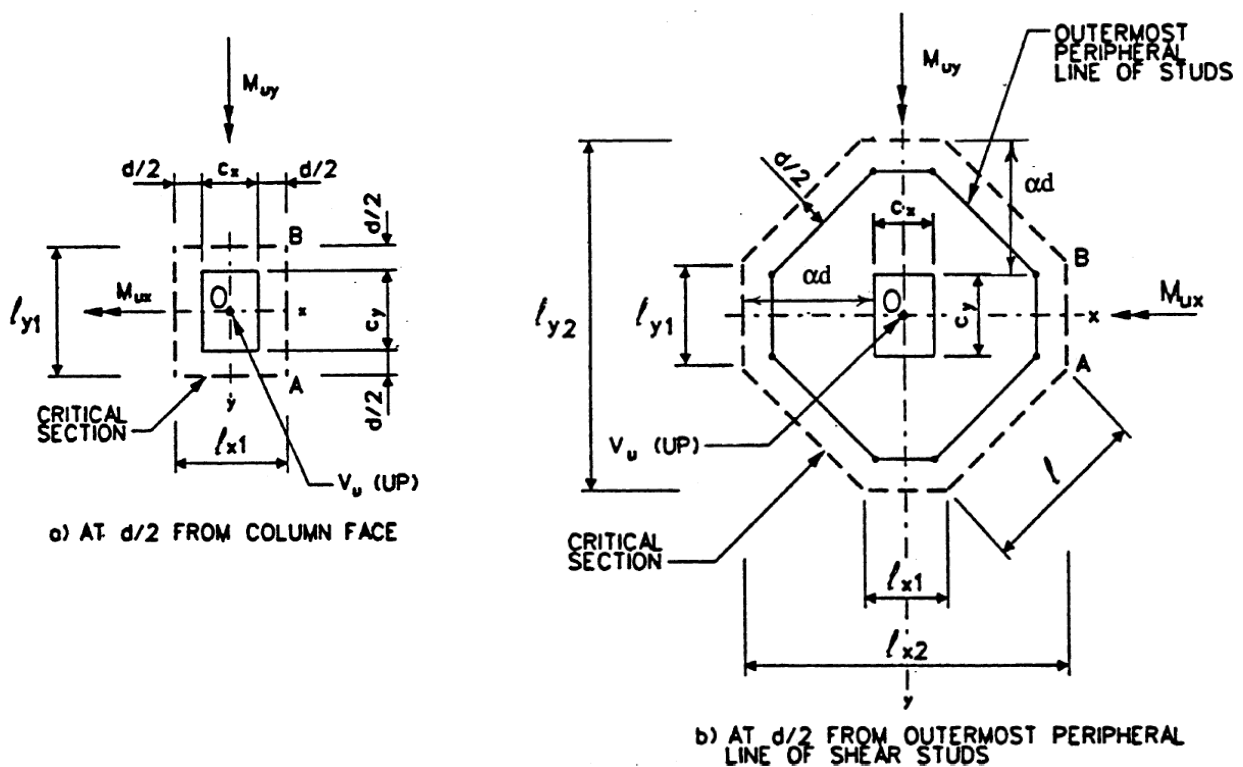 M_uy
d/2
c_x
d/2
d/2
B
ℓ_y1
M_ux
O
c_y
x
A
y
d/2
CRITICAL
SECTION
ℓ_x1
V_u (UP)
a) AT d/2 FROM COLUMN FACE
M_uy
OUTERMOST
PERIPHERAL
LINE OF STUDS
d/2
αd
c_x
B
αd
O
M_ux
ℓ_y2
ℓ_y1
c_y
x
A
V_u (UP)
ℓ
CRITICAL
SECTION
ℓ_x1
ℓ_x2
y
b) AT d/2 FROM OUTERMOST PERIPHERAL
LINE OF SHEAR STUDS